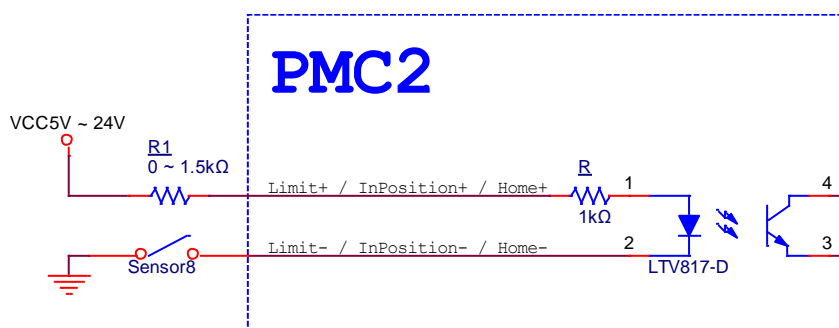 PMC2
VCC5V ~ 24V
R1
0 ~ 1.5kΩ
Limit+ / InPosition+ / Home+
R
1kΩ
1
4
Limit- / InPosition- / Home-
2
3
Sensor8
LTV817-D